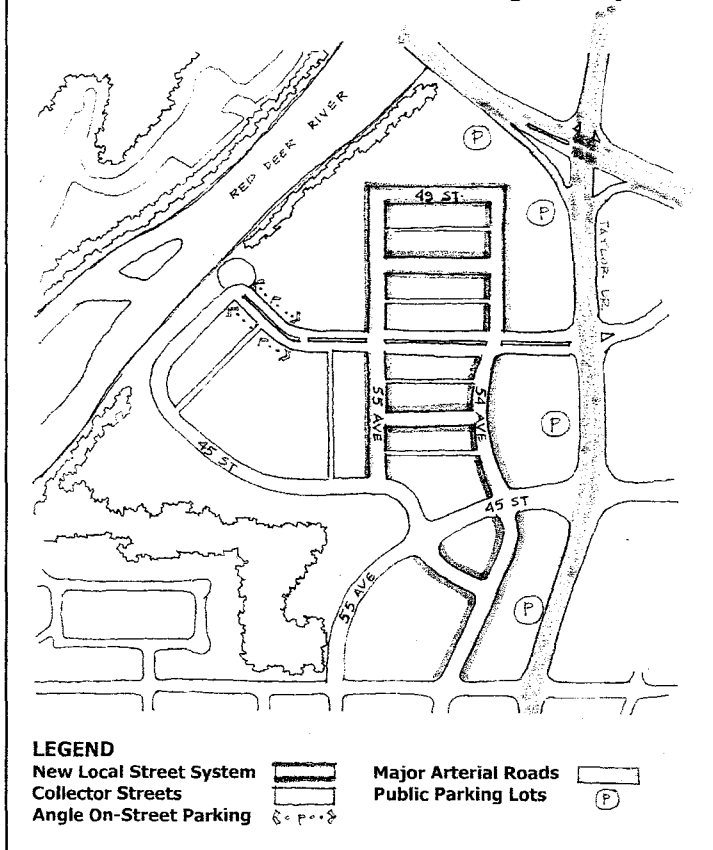 RED DEER RIVER
P
49 ST.
P
TAYLOR DR
P
P
55 AVE
54 AVE
P
45 ST
45 ST
55 AVE
P
LEGEND
New Local Street System
Major Arterial Roads
Collector Streets
Public Parking Lots
P
Angle On-Street Parking
P